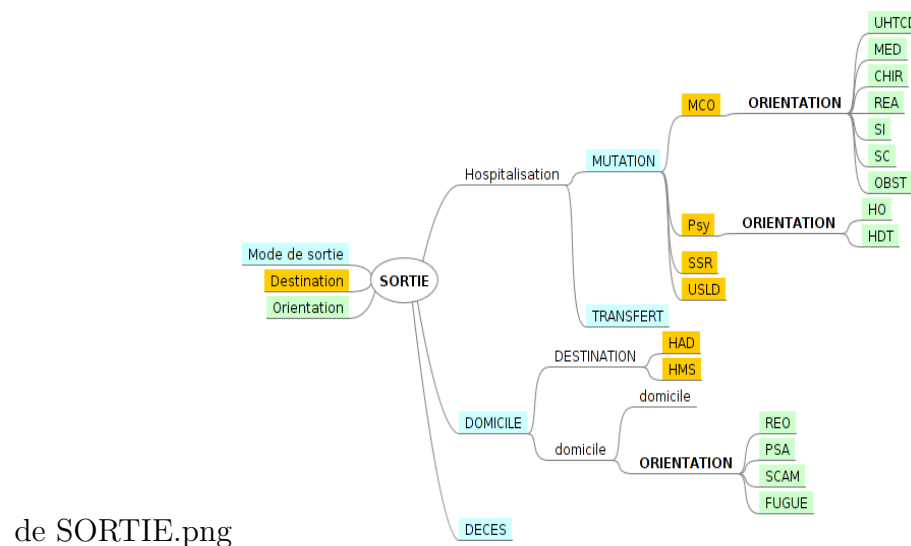 UHTCD
MED
CHIR
MCO
ORIENTATION
REA
SI
MUTATION
SC
Hospitalisation
OBST
HO
Psy
ORIENTATION
HDT
Mode de sortie
SSR
Destination
SORTIE
USLD
Orientation
TRANSFERT
HAD
DESTINATION
HMS
domicile
DOMICILE
REO
domicile
PSA
ORIENTATION
SCAM
FUGUE
DECES
de SORTIE.png